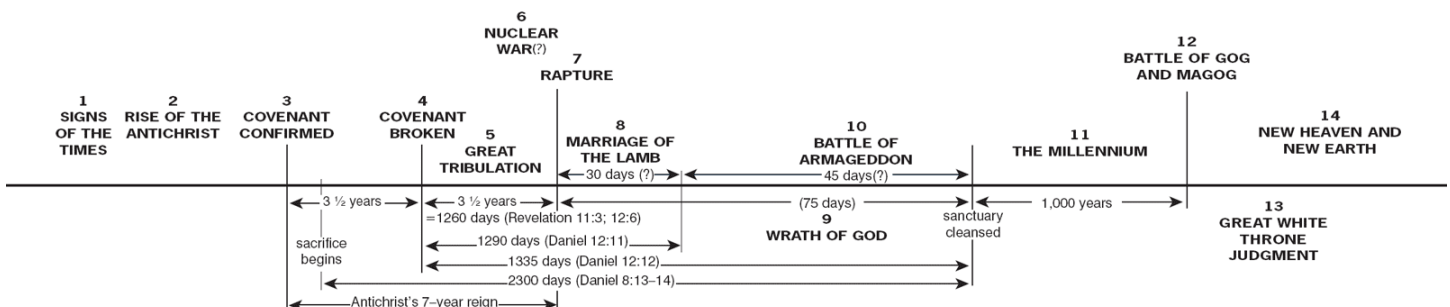 6
NUCLEAR
WAR(?)
7
RAPTURE
12
BATTLE OF GOG
AND MAGOG
1
SIGNS
OF THE
TIMES
2
RISE OF THE
ANTICHRIST
3
COVENANT
CONFIRMED
4
COVENANT
BROKEN
5
GREAT
TRIBULATION
8
MARRIAGE OF
THE LAMB
30 days (?)
10
BATTLE OF
ARMAGEDDON
45 days(?)
11
THE MILLENNIUM
14
NEW HEAVEN AND
NEW EARTH
3 ½ years
3 ½ years
=1260 days (Revelation 11:3; 12:6)
(75 days)
9
WRATH OF GOD
sanctuary
cleansed
1,000 years
13
GREAT WHITE
THRONE
JUDGMENT
sacrifice
begins
1290 days (Daniel 12:11)
1335 days (Daniel 12:12)
2300 days (Daniel 8:13–14)
Antichrist's 7–year reign